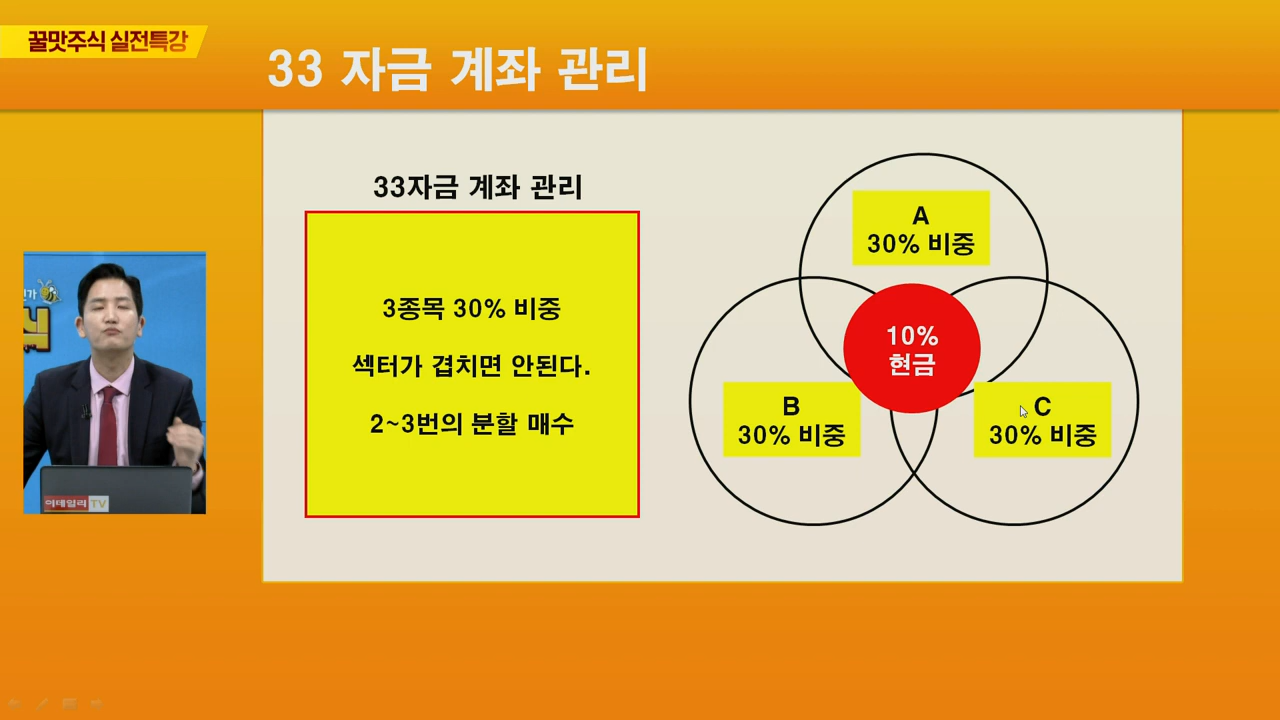 꿀맛주식 실전특강
33 자금 계좌 관리
33자금 계좌 관리
3종목 30% 비중
섹터가 겹치면 안된다.
2~3번의 분할 매수
A
30% 비중
10%
현금
B
30% 비중
C
30% 비중
이데일리 TV